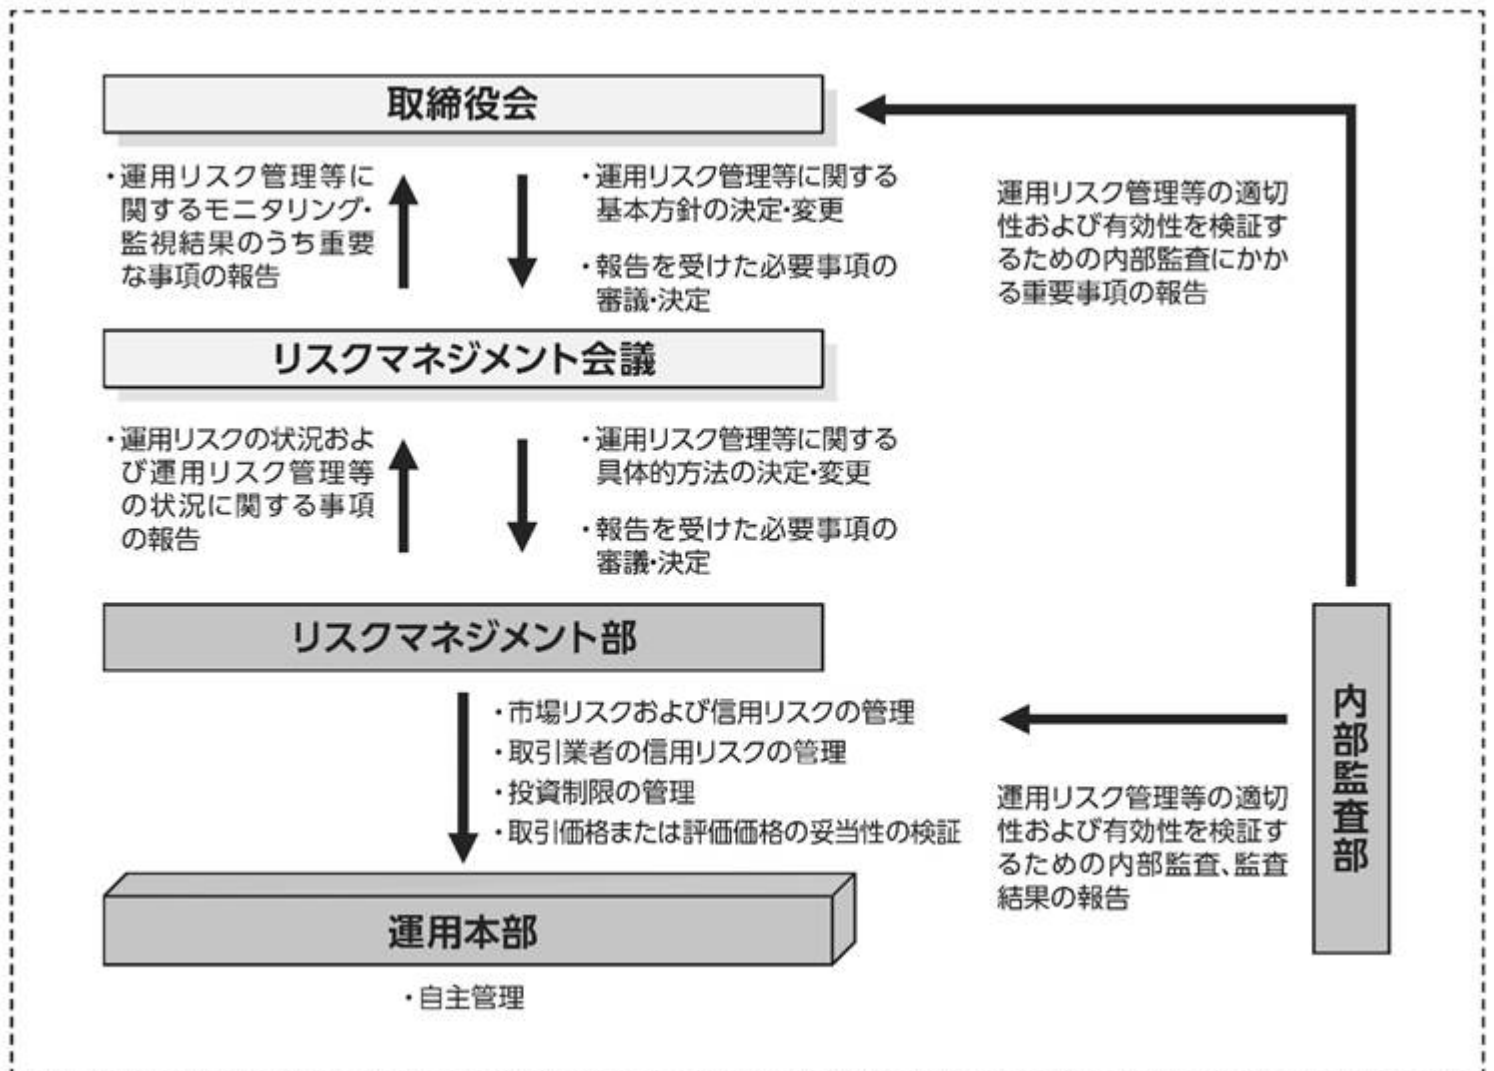 取締役会
・運用リスク管理等に
関するモニタリング・
監視結果のうち重要
な事項の報告
・運用リスク管理等に関する
基本方針の決定・変更
・報告を受けた必要事項の
審議・決定
運用リスク管理等の適切
性および有効性を検証す
るための内部監査にかか
る重要事項の報告
リスクマネジメント会議
・運用リスクの状況およ
び運用リスク管理等
の状況に関する事項
の報告
・運用リスク管理等に関する
具体的方法の決定・変更
・報告を受けた必要事項の
審議・決定
リスクマネジメント部
・市場リスクおよび信用リスクの管理
・取引業者の信用リスクの管理
・投資制限の管理
・取引価格または評価価格の妥当性の検証
運用リスク管理等の適切
性および有効性を検証す
るための内部監査、監査
結果の報告
内部監査部
運用本部
・自主管理